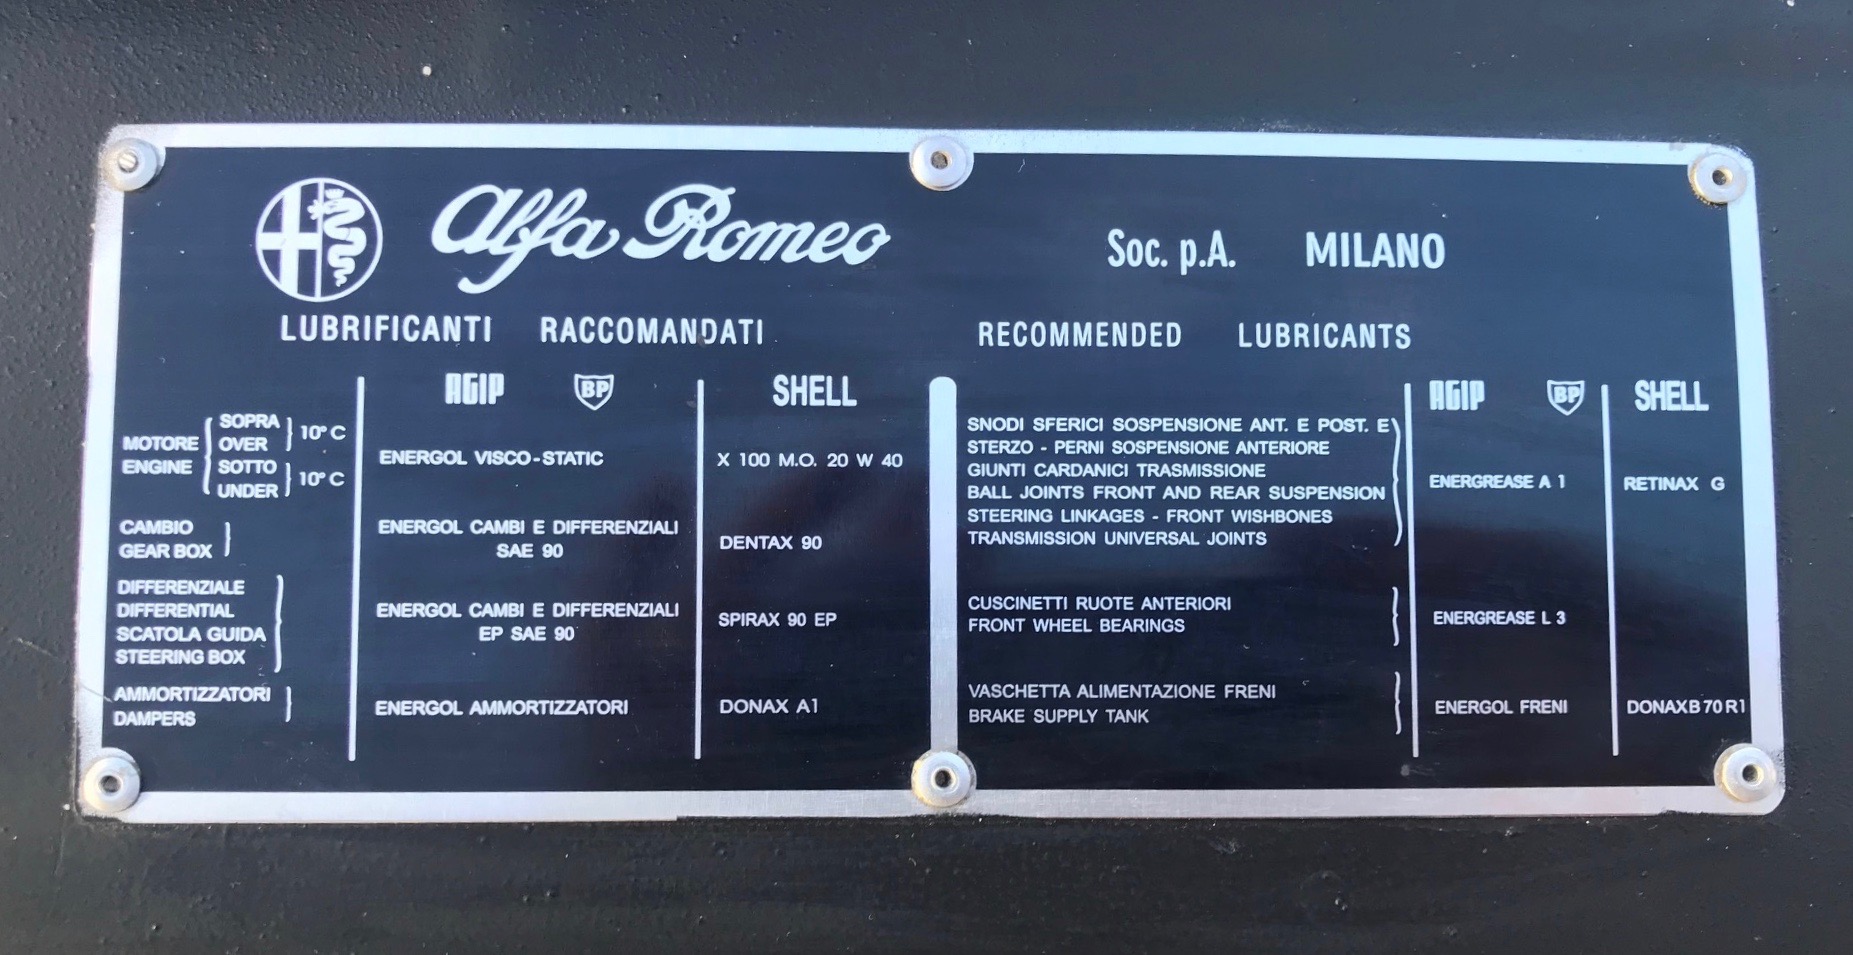 Alfa Romeo Soc. p.A. MILANO
LUBRIFICANTI RACCOMANDATI
RECOMMENDED LUBRICANTS
AGIP BP SHELL
MOTORE
ENGINE
SOPRA
OVER
10° C
SOTTO
UNDER
10° C
ENERGOL VISCO-STATIC
X 100 M.O. 20 W 40
CAMBIO
GEAR BOX
ENERGOL CAMBI E DIFFERENZIALI
SAE 90
DENTAX 90
DIFFERENZIALE
DIFFERENTIAL
SCATOLA GUIDA
STEERING BOX
ENERGOL CAMBI E DIFFERENZIALI
EP SAE 90
SPIRAX 90 EP
AMMORTIZZATORI
DAMPERS
ENERGOL AMMORTIZZATORI
DONAX A1
AGIP BP SHELL
SNODI SFERICI SOSPENSIONE ANT. E POST. E
STERZO - PERNI SOSPENSIONE ANTERIORE
GIUNTI CARDANICI TRASMISSIONE
BALL JOINTS FRONT AND REAR SUSPENSION
STEERING LINKAGES - FRONT WISHBONES
TRANSMISSION UNIVERSAL JOINTS
ENERGREASE A 1
RETINAX G
CUSCINETTI RUOTE ANTERIORI
FRONT WHEEL BEARINGS
ENERGREASE L 3
VASCHETTA ALIMENTAZIONE FRENI
BRAKE SUPPLY TANK
ENERGOL FRENI
DONAX B 70 R1